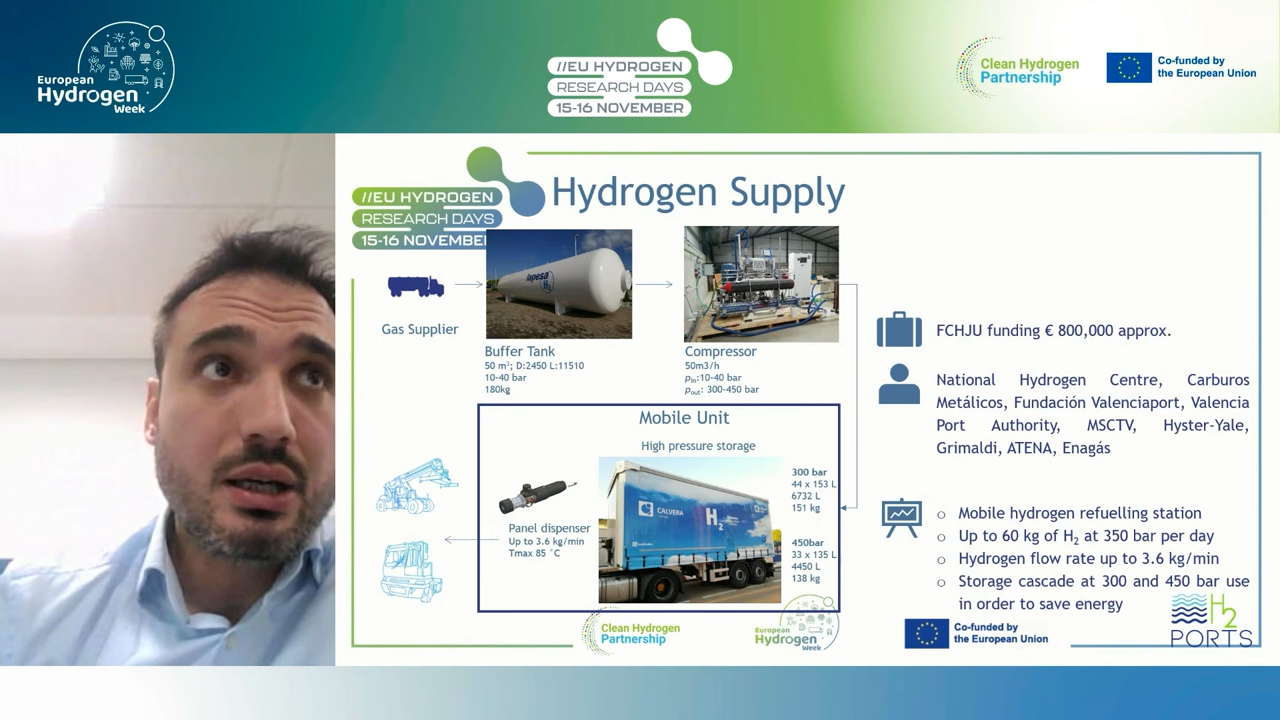 European
Hydrogen
Week
//EU HYDROGEN
RESEARCH DAYS
15-16 NOVEMBER
Clean Hydrogen
Partnership
Co-funded by
the European Union
//EU HYDROGEN
RESEARCH DAYS
15-16 NOVEMBER
Hydrogen Supply
Gas Supplier
lapesa
H2
Buffer Tank
50 m³; D:2450 L:11510
10-40 bar
180kg
Compressor
50m3/h
pin:10-40 bar
pout: 300-450 bar
Mobile Unit
High pressure storage
Panel dispenser
Up to 3.6 kg/min
Tmax 85 ˚C
CALVERA
H2
300 bar
44 x 153 L
6732 L
151 kg
450bar
33 x 135 L
4450 L
138 kg
FCHJU funding € 800,000 approx.
National Hydrogen Centre, Carburos
Metálicos, Fundación Valenciaport, Valencia
Port Authority, MSCTV, Hyster-Yale,
Grimaldi, ATENA, Enagás
o Mobile hydrogen refuelling station
o Up to 60 kg of H₂ at 350 bar per day
o Hydrogen flow rate up to 3.6 kg/min
o Storage cascade at 300 and 450 bar use
in order to save energy
Clean Hydrogen
Partnership
European
Hydrogen
Week
Co-funded by
the European Union
H2
PORTS